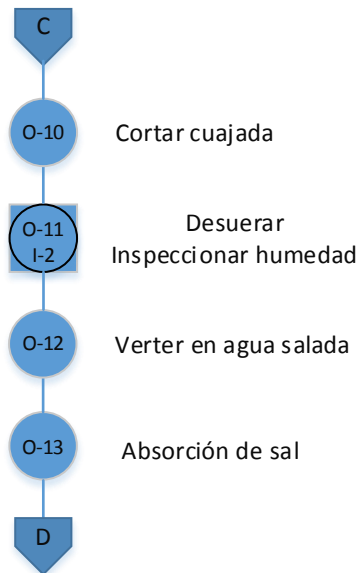 C
O-10
Cortar cuajada
O-11
I-2
Desuerar
Inspeccionar humedad
O-12
Verter en agua salada
O-13
Absorción de sal
D